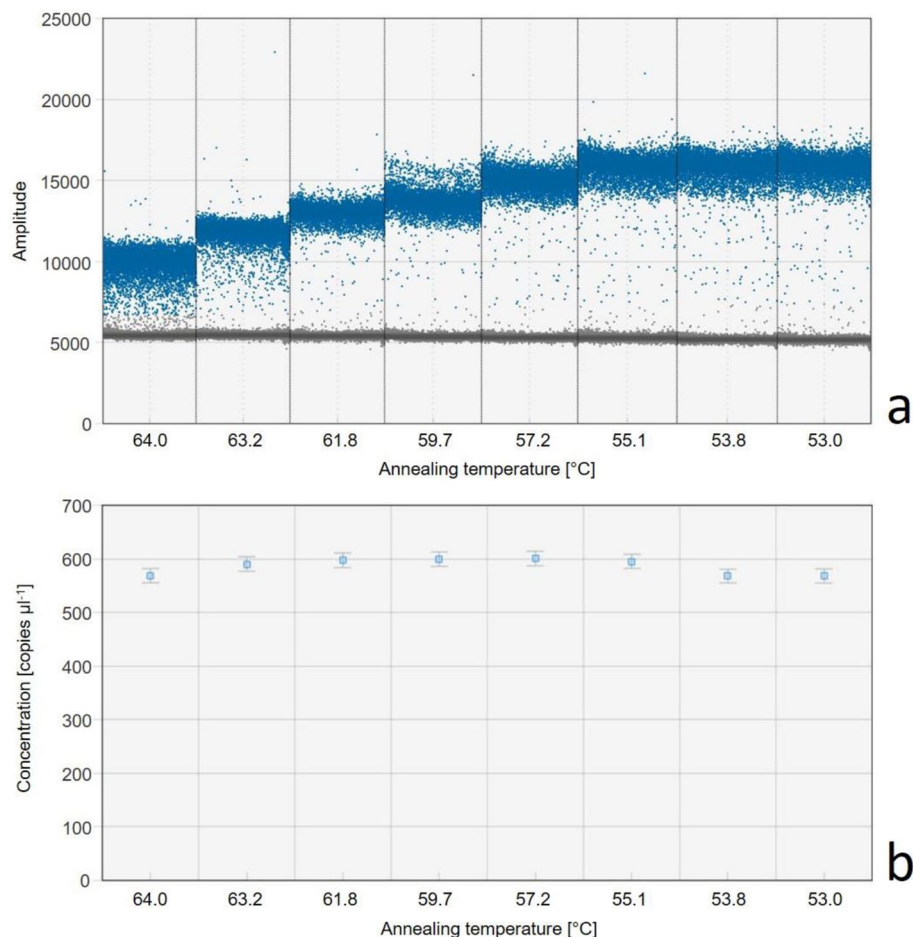 25000
20000
15000
10000
5000
0
Amplitude
64.0 63.2 61.8 59.7 57.2 55.1 53.8 53.0
Annealing temperature [°C]
a
700
600
500
400
300
200
100
0
Concentration [copies µl⁻¹]
64.0 63.2 61.8 59.7 57.2 55.1 53.8 53.0
Annealing temperature [°C]
b